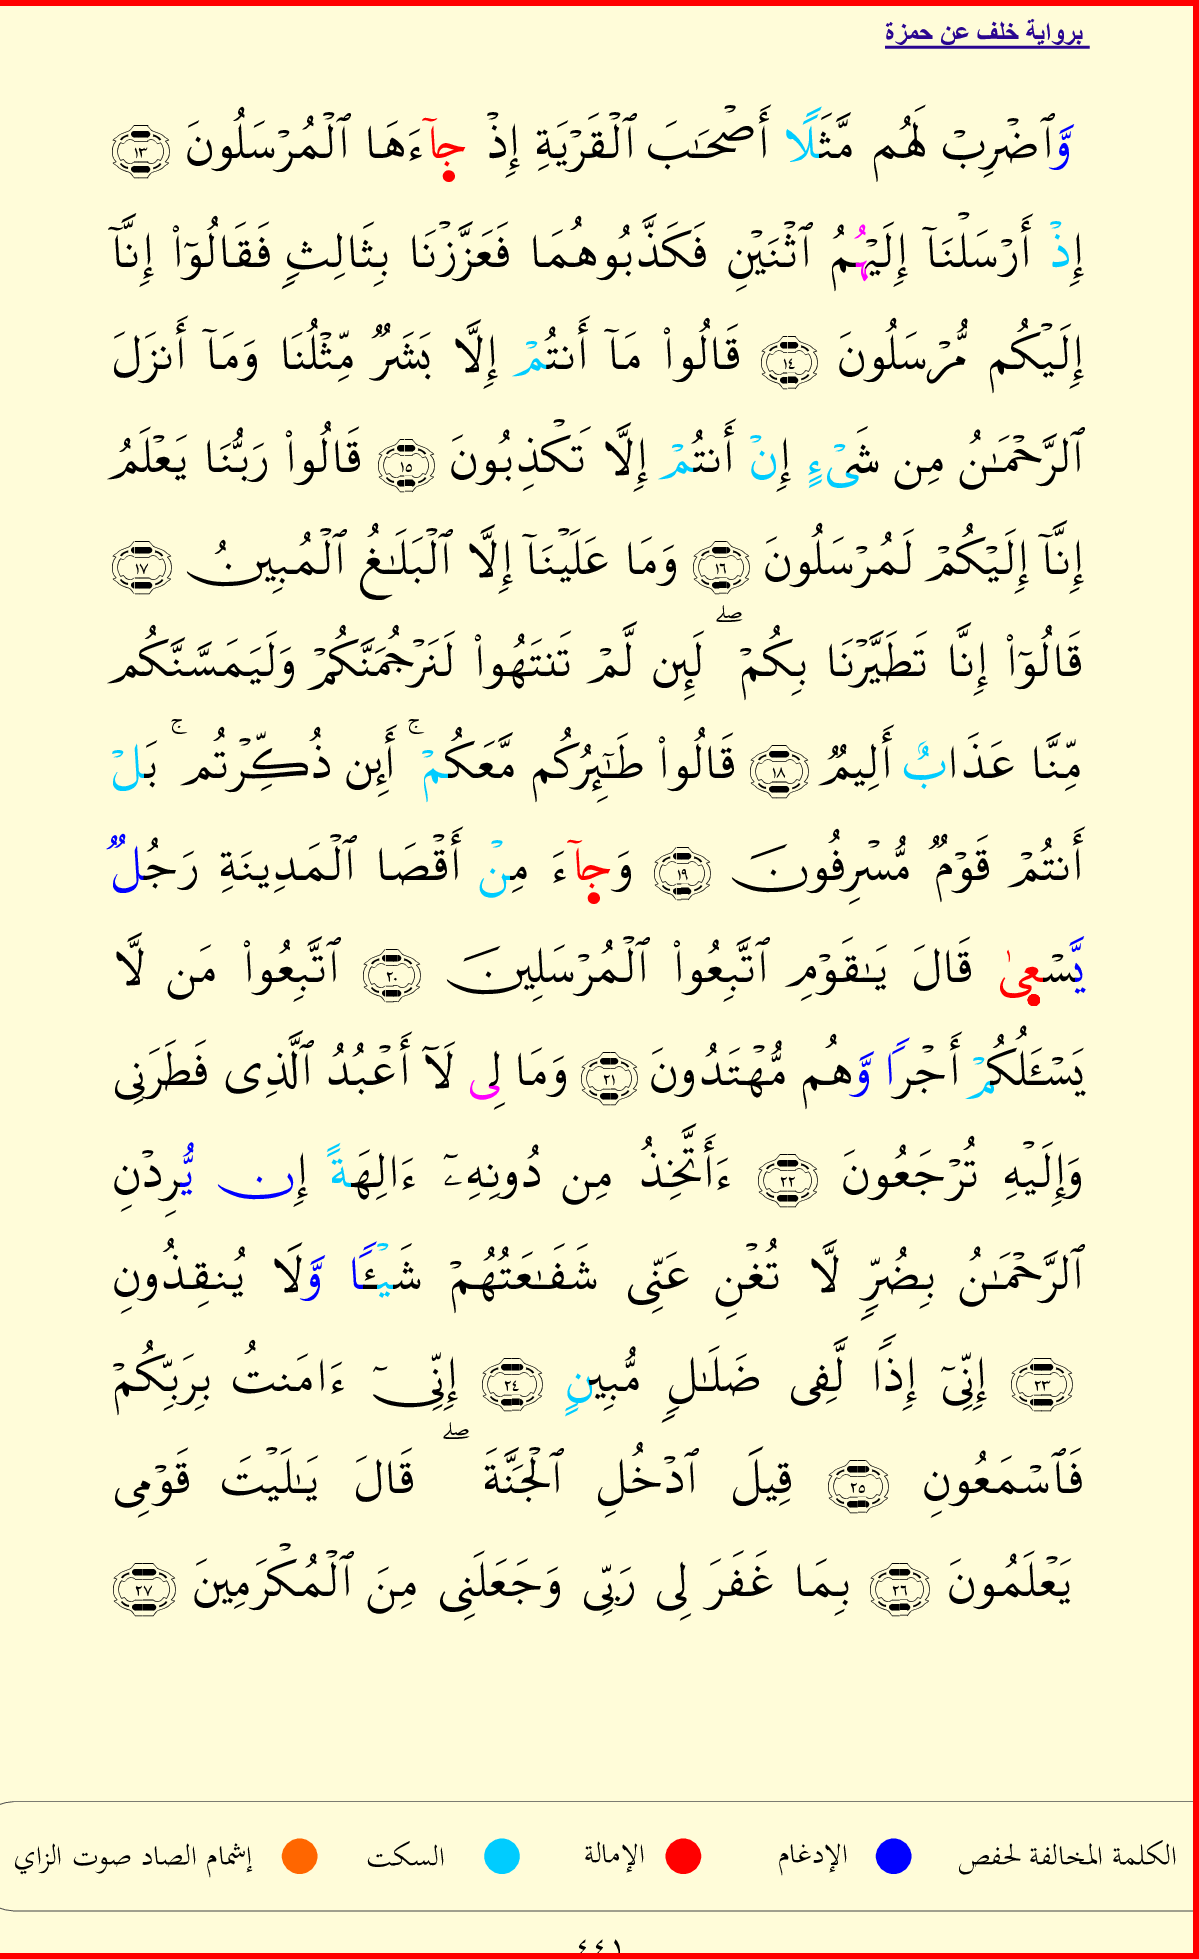 برواية خلف عن حمزة
وَّٱضۡرِبۡ لَهُم مَّثَلًا أَصۡحَٰبَ ٱلۡقَرۡيَةِ إِذۡ جَآءَهَا ٱلۡمُرۡسَلُونَ ١٣
إِذۡ أَرۡسَلۡنَآ إِلَيۡهُمُ ٱثۡنَيۡنِ فَكَذَّبُوهُمَا فَعَزَّزۡنَا بِثَالِثٖ فَقَالُوٓاْ إِنَّآ
إِلَيۡكُم مُّرۡسَلُونَ ١٤ قَالُواْ مَآ أَنتُمۡ إِلَّا بَشَرٞ مِّثۡلُنَا وَمَآ أَنزَلَ
ٱلرَّحۡمَٰنُ مِن شَيۡءٍ إِنۡ أَنتُمۡ إِلَّا تَكۡذِبُونَ ١٥ قَالُواْ رَبُّنَا يَعۡلَمُ
إِنَّآ إِلَيۡكُمۡ لَمُرۡسَلُونَ ١٦ وَمَا عَلَيۡنَآ إِلَّا ٱلۡبَلَٰغُ ٱلۡمُبِينُ ١٧
قَالُوٓاْ إِنَّا تَطَيَّرۡنَا بِكُمۡۖ لَئِن لَّمۡ تَنتَهُواْ لَنَرۡجُمَنَّكُمۡ وَلَيَمَسَّنَّكُم
مِّنَّا عَذَابٌ أَلِيمٞ ١٨ قَالُواْ طَٰٓئِرُكُم مَّعَكُمۡۚ أَئِن ذُكِّرۡتُمۚ بَلۡ
أَنتُمۡ قَوۡمٞ مُّسۡرِفُونَ ١٩ وَجَآءَ مِنۡ أَقۡصَا ٱلۡمَدِينَةِ رَجُلٞ
يَّسۡعىٰ قَالَ يَٰقَوۡمِ ٱتَّبِعُواْ ٱلۡمُرۡسَلِينَ ٢٠ ٱتَّبِعُواْ مَن لَّا
يَسۡـَٔلُكُمۡ أَجۡرٗا وَّهُم مُّهۡتَدُونَ ٢١ وَمَا لِي لَآ أَعۡبُدُ ٱلَّذِي فَطَرَنِي
وَإِلَيۡهِ تُرۡجَعُونَ ٢٢ ءَأَتَّخِذُ مِن دُونِهِۦٓ ءَالِهَةً إِن يُّرِدۡنِ
ٱلرَّحۡمَٰنُ بِضُرّٖ لَّا تُغۡنِ عَنِّي شَفَٰعَتُهُمۡ شَيۡـٔٗا وَّلَا يُنقِذُونِ
٢٣ إِنِّيٓ إِذٗا لَّفِي ضَلَٰلٖ مُّبِينٍ ٢٤ إِنِّيٓ ءَامَنتُ بِرَبِّكُمۡ
فَٱسۡمَعُونِ ٢٥ قِيلَ ٱدۡخُلِ ٱلۡجَنَّةَۖ قَالَ يَٰلَيۡتَ قَوۡمِي
يَعۡلَمُونَ ٢٦ بِمَا غَفَرَ لِي رَبِّي وَجَعَلَنِي مِنَ ٱلۡمُكۡرَمِينَ ٢٧
الكلمة المخالفة لحفص الإدغام الإمالة السكت إشمام الصاد صوت الزاي
٤٤١